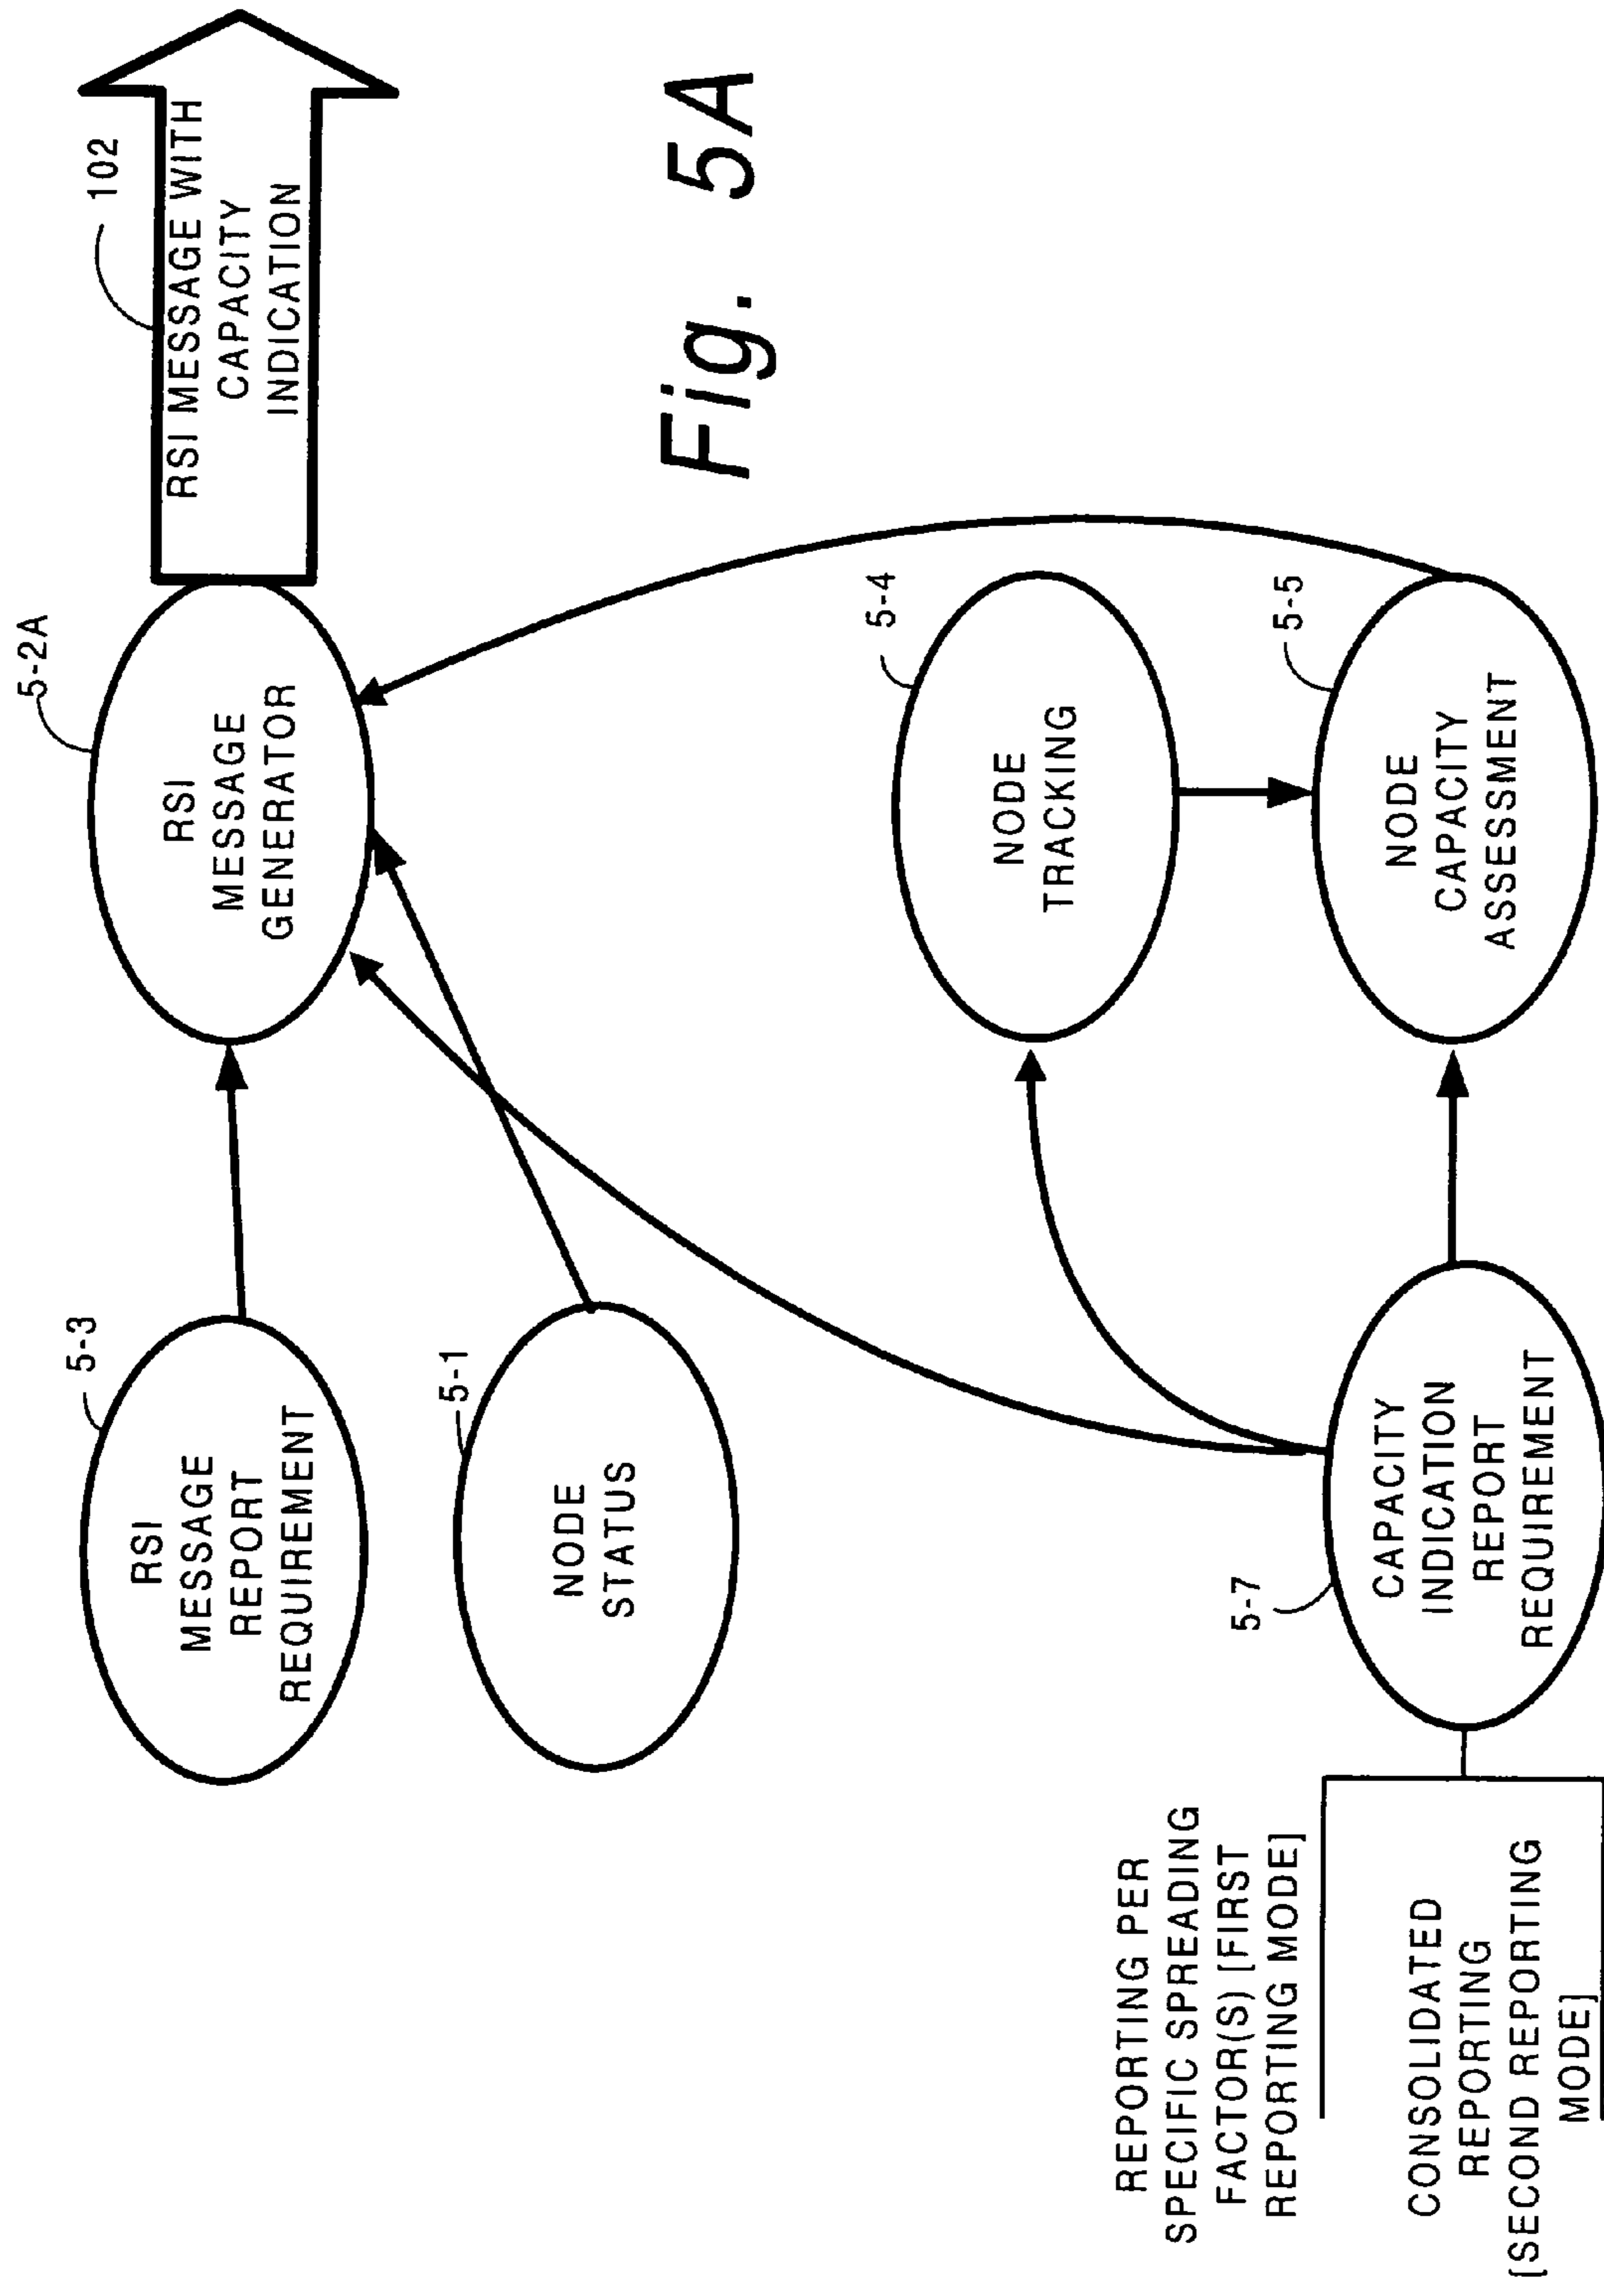 5-3
RSI
MESSAGE
REPORT
REQUIREMENT
5-2A
RSI
MESSAGE
GENERATOR
102
RSI MESSAGE WITH
CAPACITY
INDICATION
5-1
NODE
STATUS
Fig. 5A
5-4
NODE
TRACKING
REPORTING PER
SPECIFIC SPREADING
FACTOR(S) [FIRST
REPORTING MODE]
CONSOLIDATED
REPORTING
[SECOND REPORTING
MODE]
5-7
CAPACITY
INDICATION
REPORT
REQUIREMENT
5-5
NODE
CAPACITY
ASSESSMENT